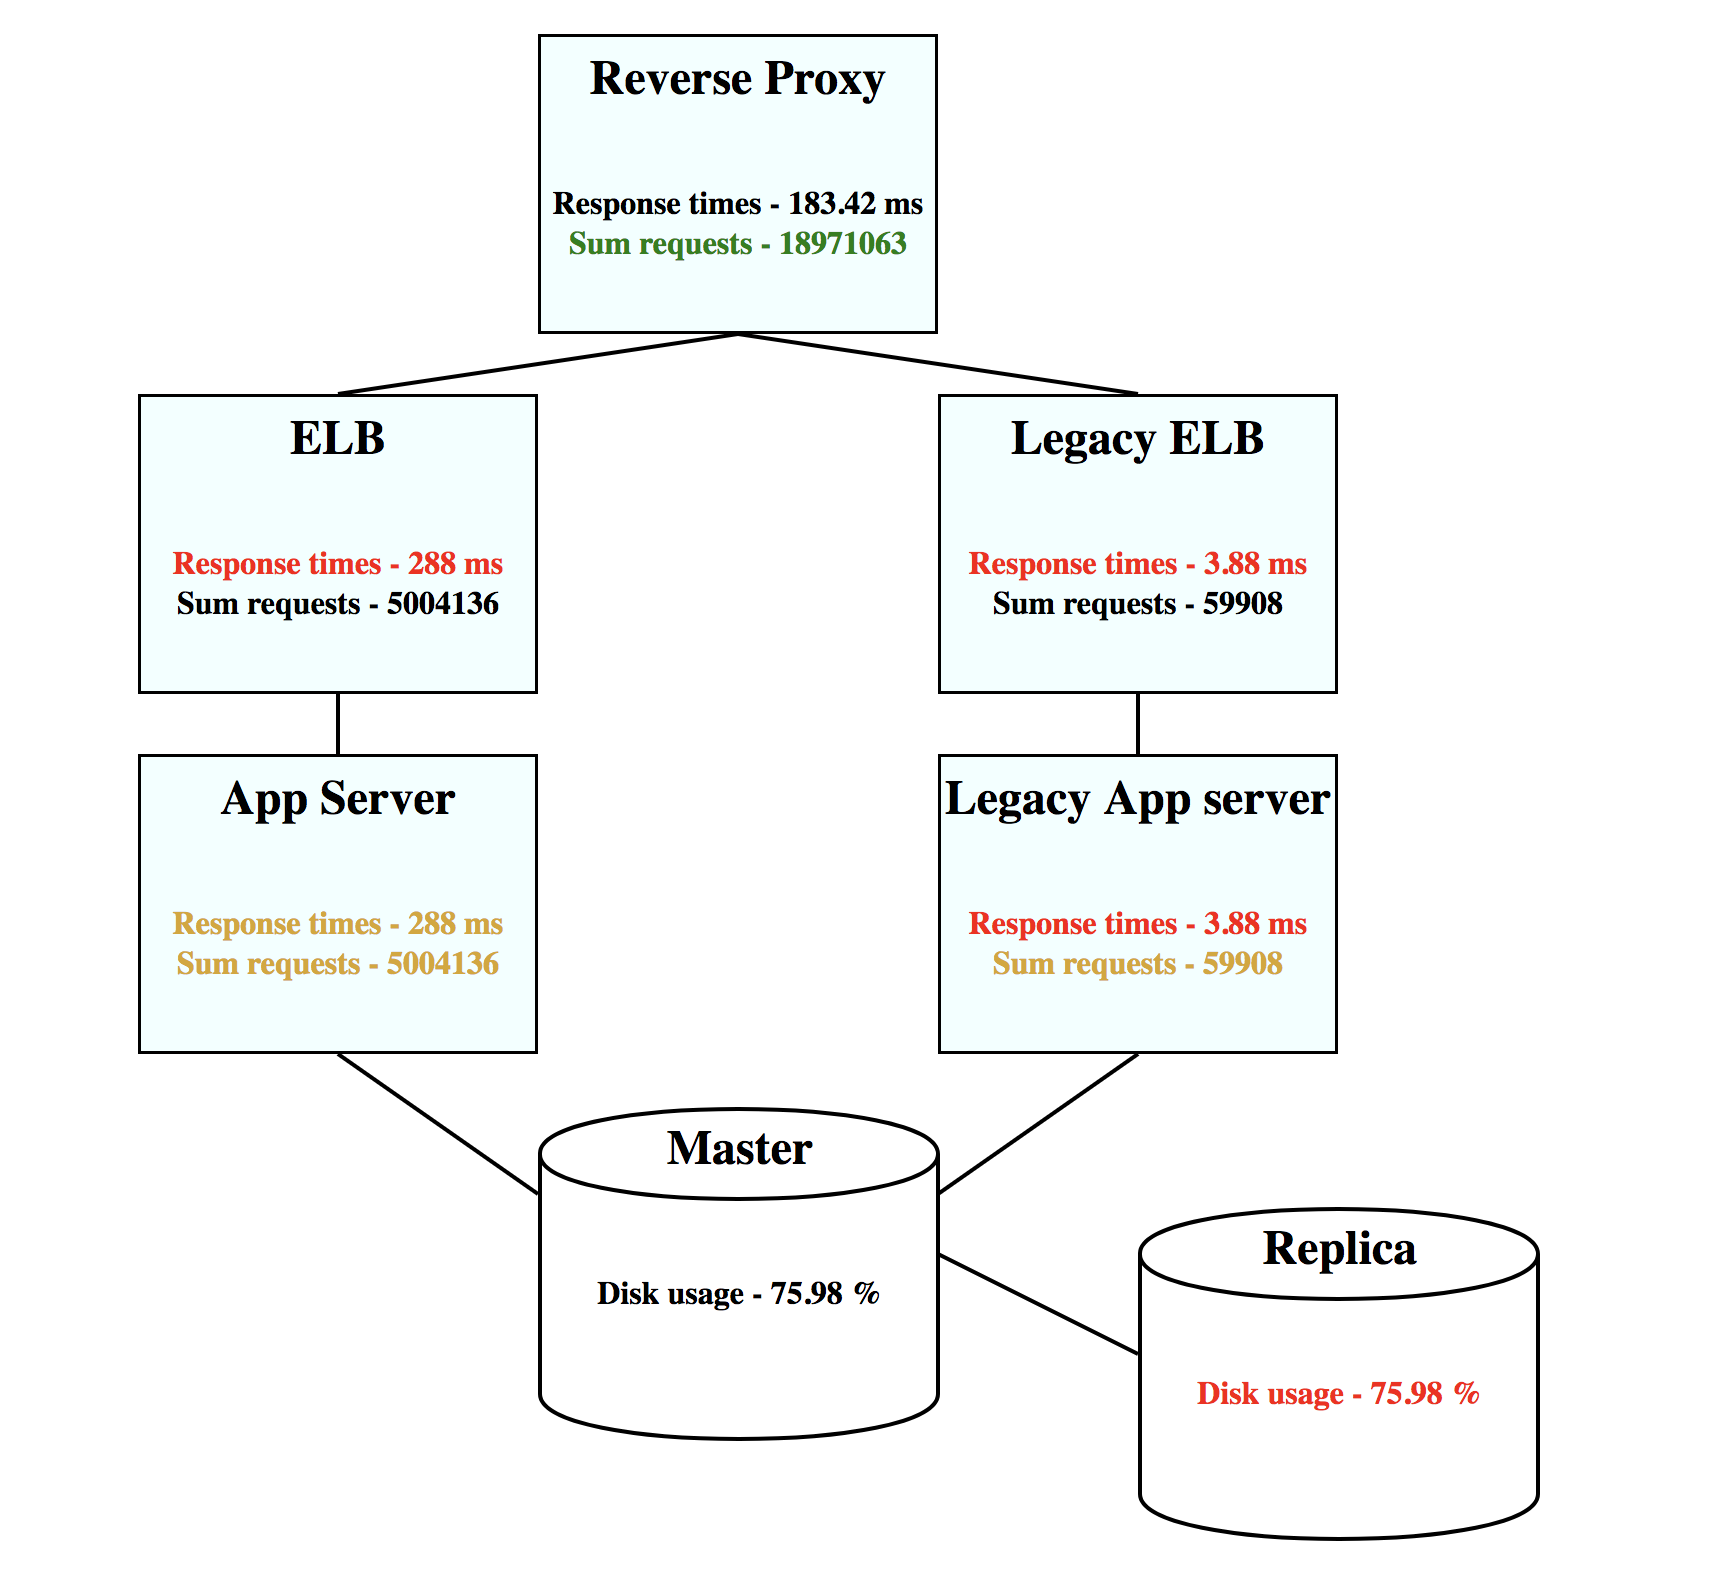 Reverse Proxy
Response times - 183.42 ms
Sum requests - 18971063
ELB
Response times - 288 ms
Sum requests - 5004136
Legacy ELB
Response times - 3.88 ms
Sum requests - 59908
App Server
Response times - 288 ms
Sum requests - 5004136
Legacy App server
Response times - 3.88 ms
Sum requests - 59908
Master
Disk usage - 75.98 %
Replica
Disk usage - 75.98 %